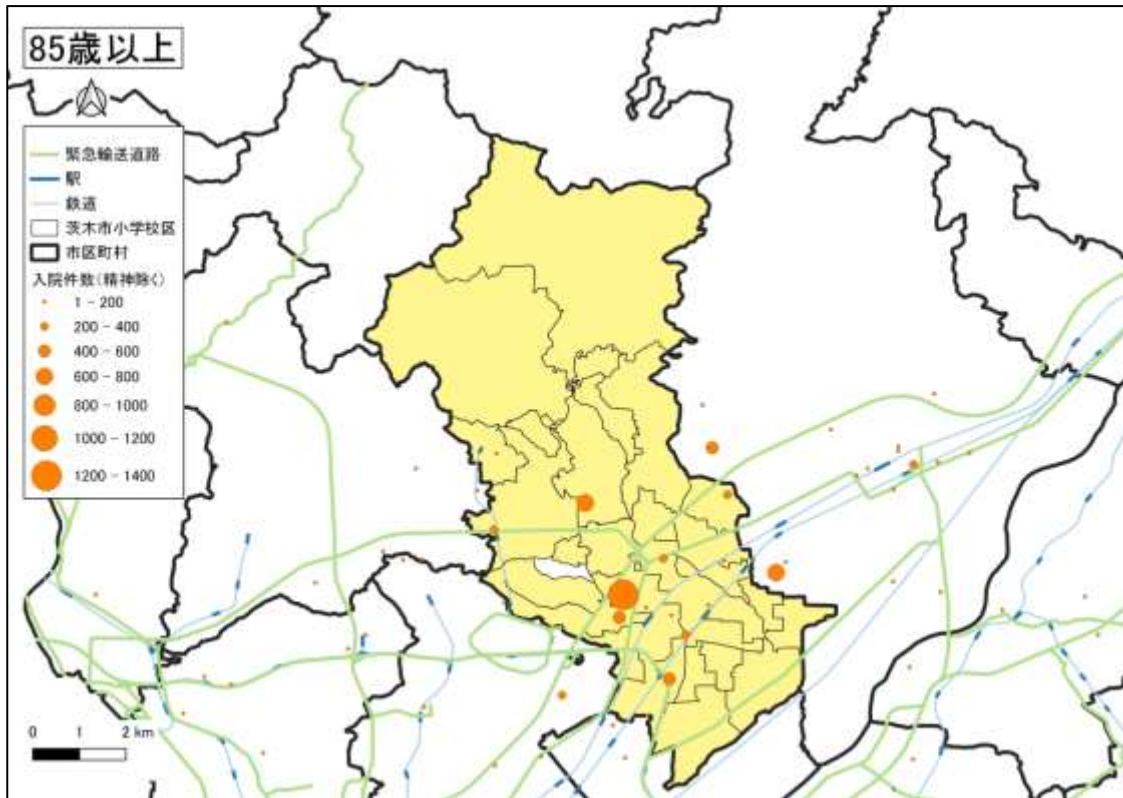 85歳以上
緊急輸送道路
駅
鉄道
茨木市小学校区
市区町村
入院件数(精神除く)
1 - 200
200 - 400
400 - 600
600 - 800
800 - 1000
1000 - 1200
1200 - 1400
0 1 2 km